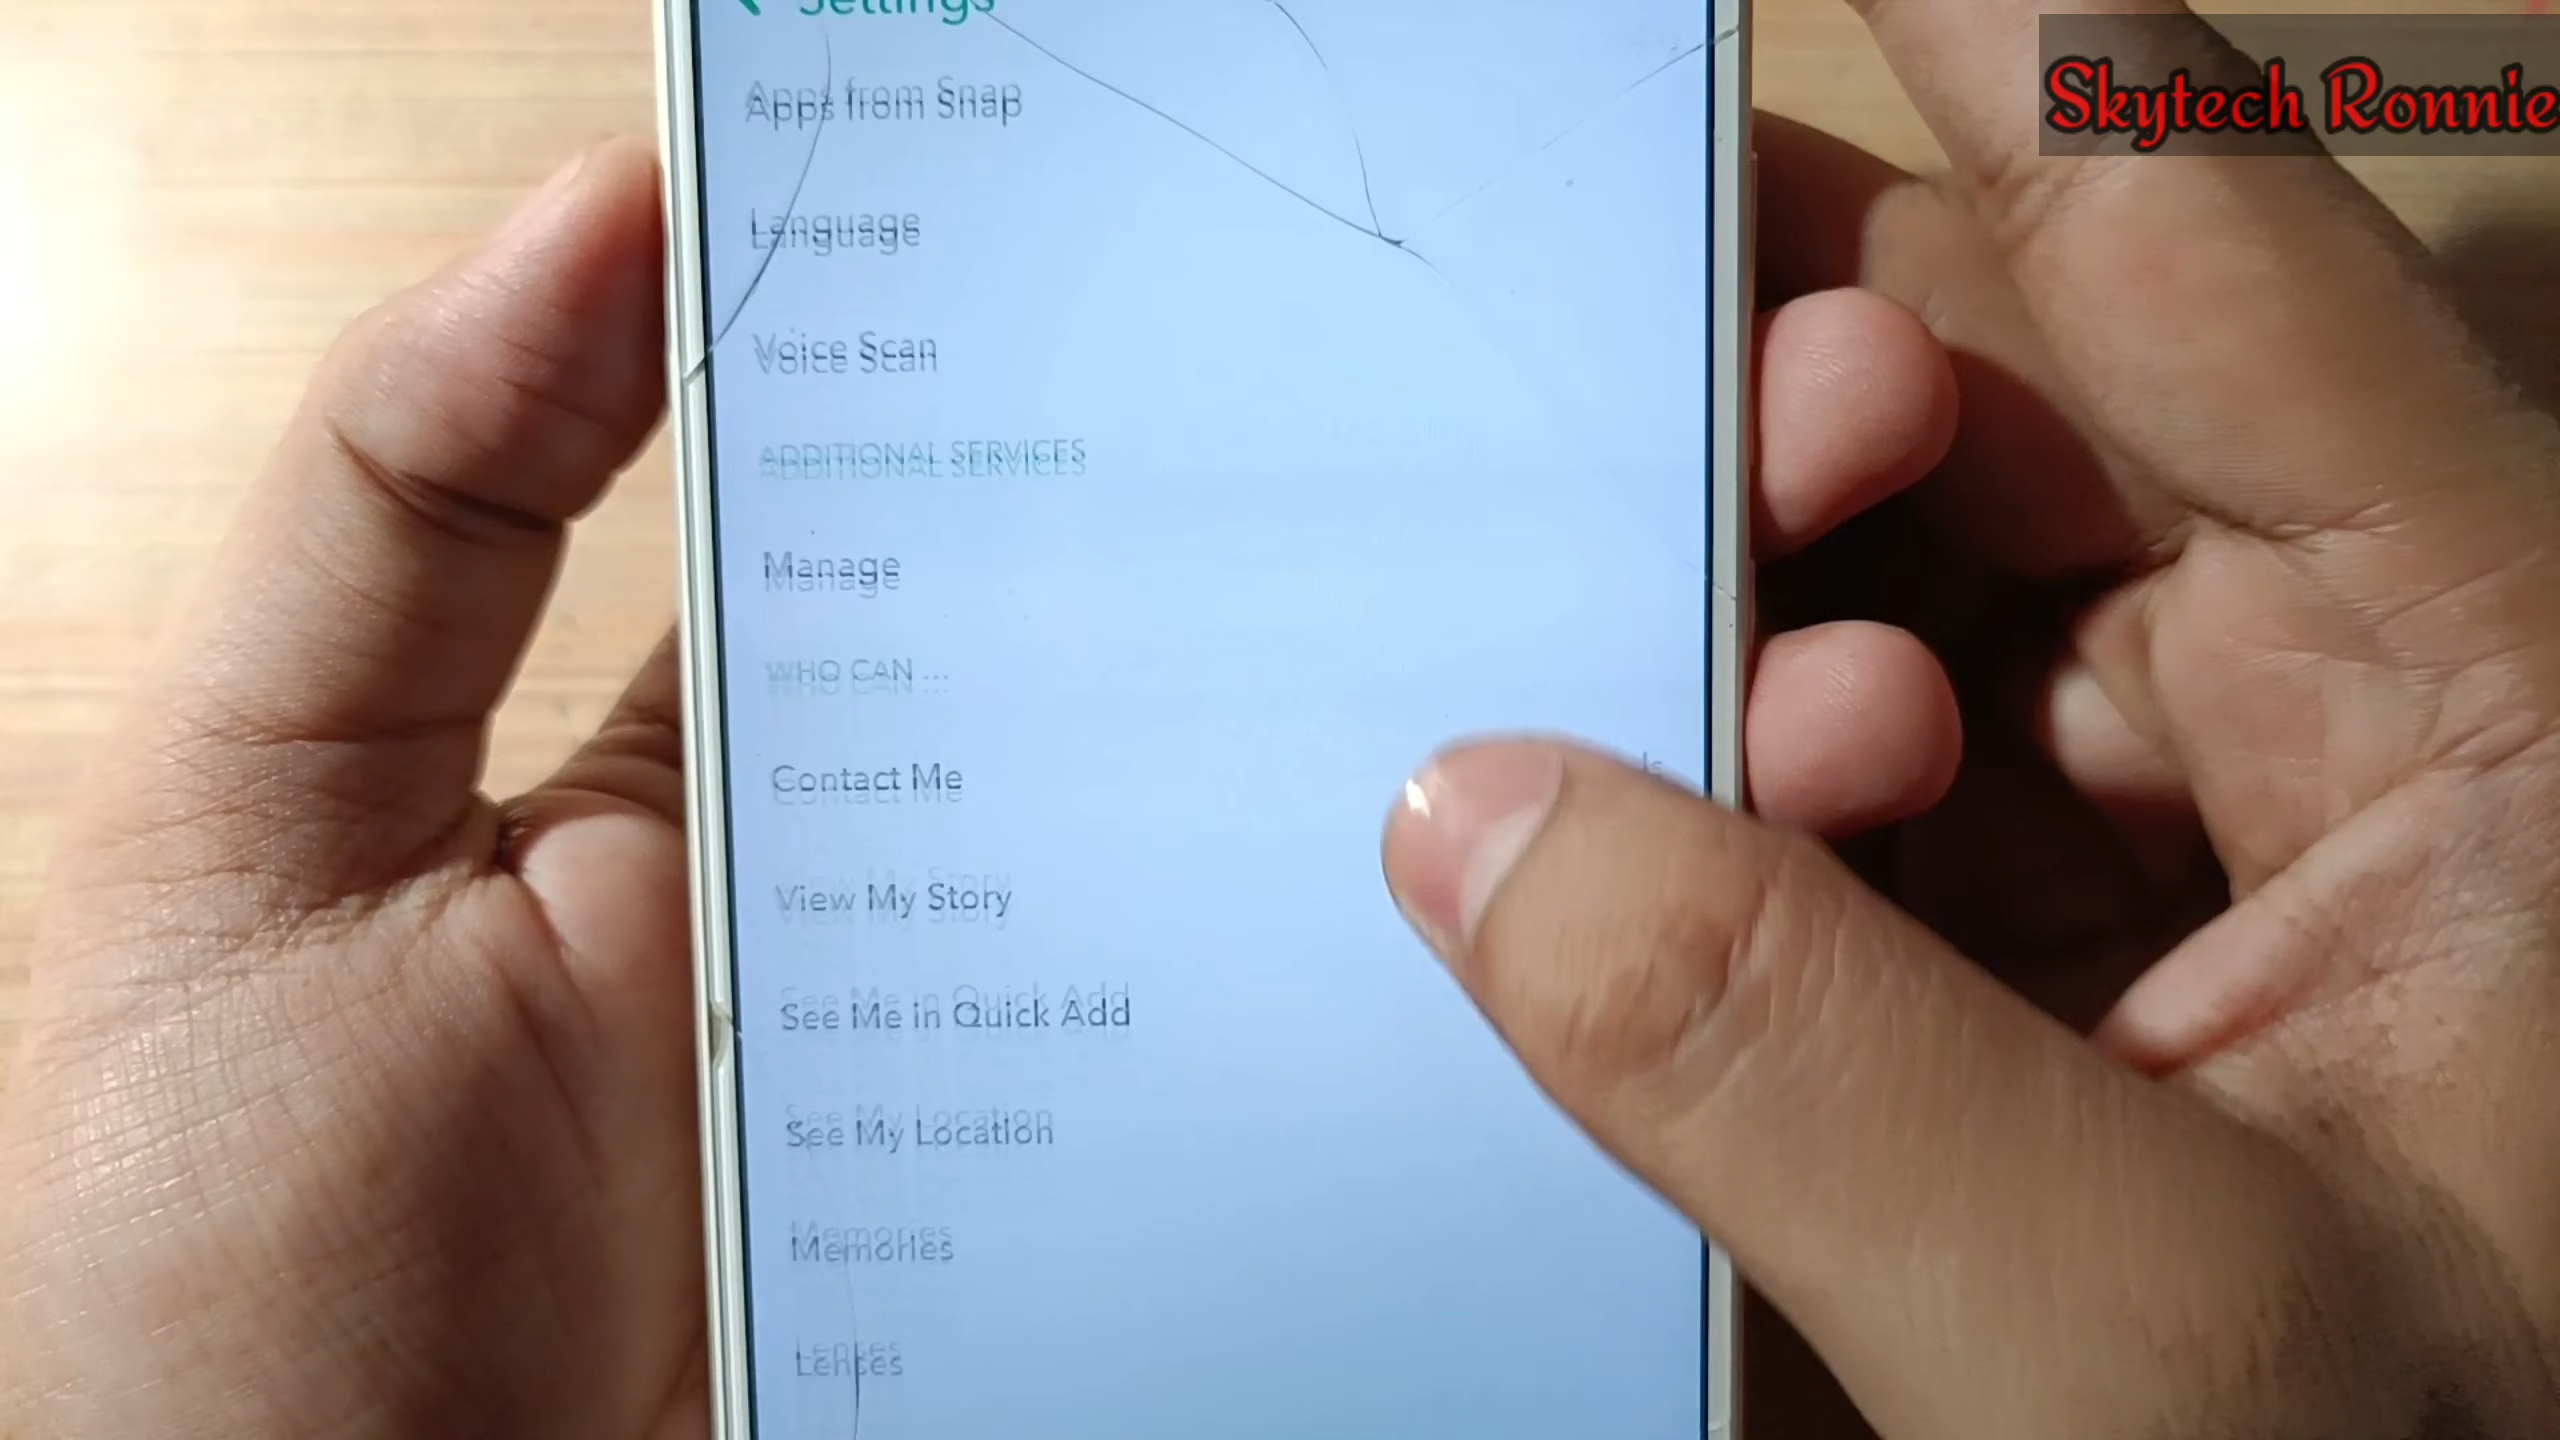 Settings
Skytech Ronnie
Apps from Snap
Language
Voice Scan
ADDITIONAL SERVICES
Manage
WHO CAN ...
Contact Me
View My Story
See Me in Quick Add
See My Location
Memories
Lenses